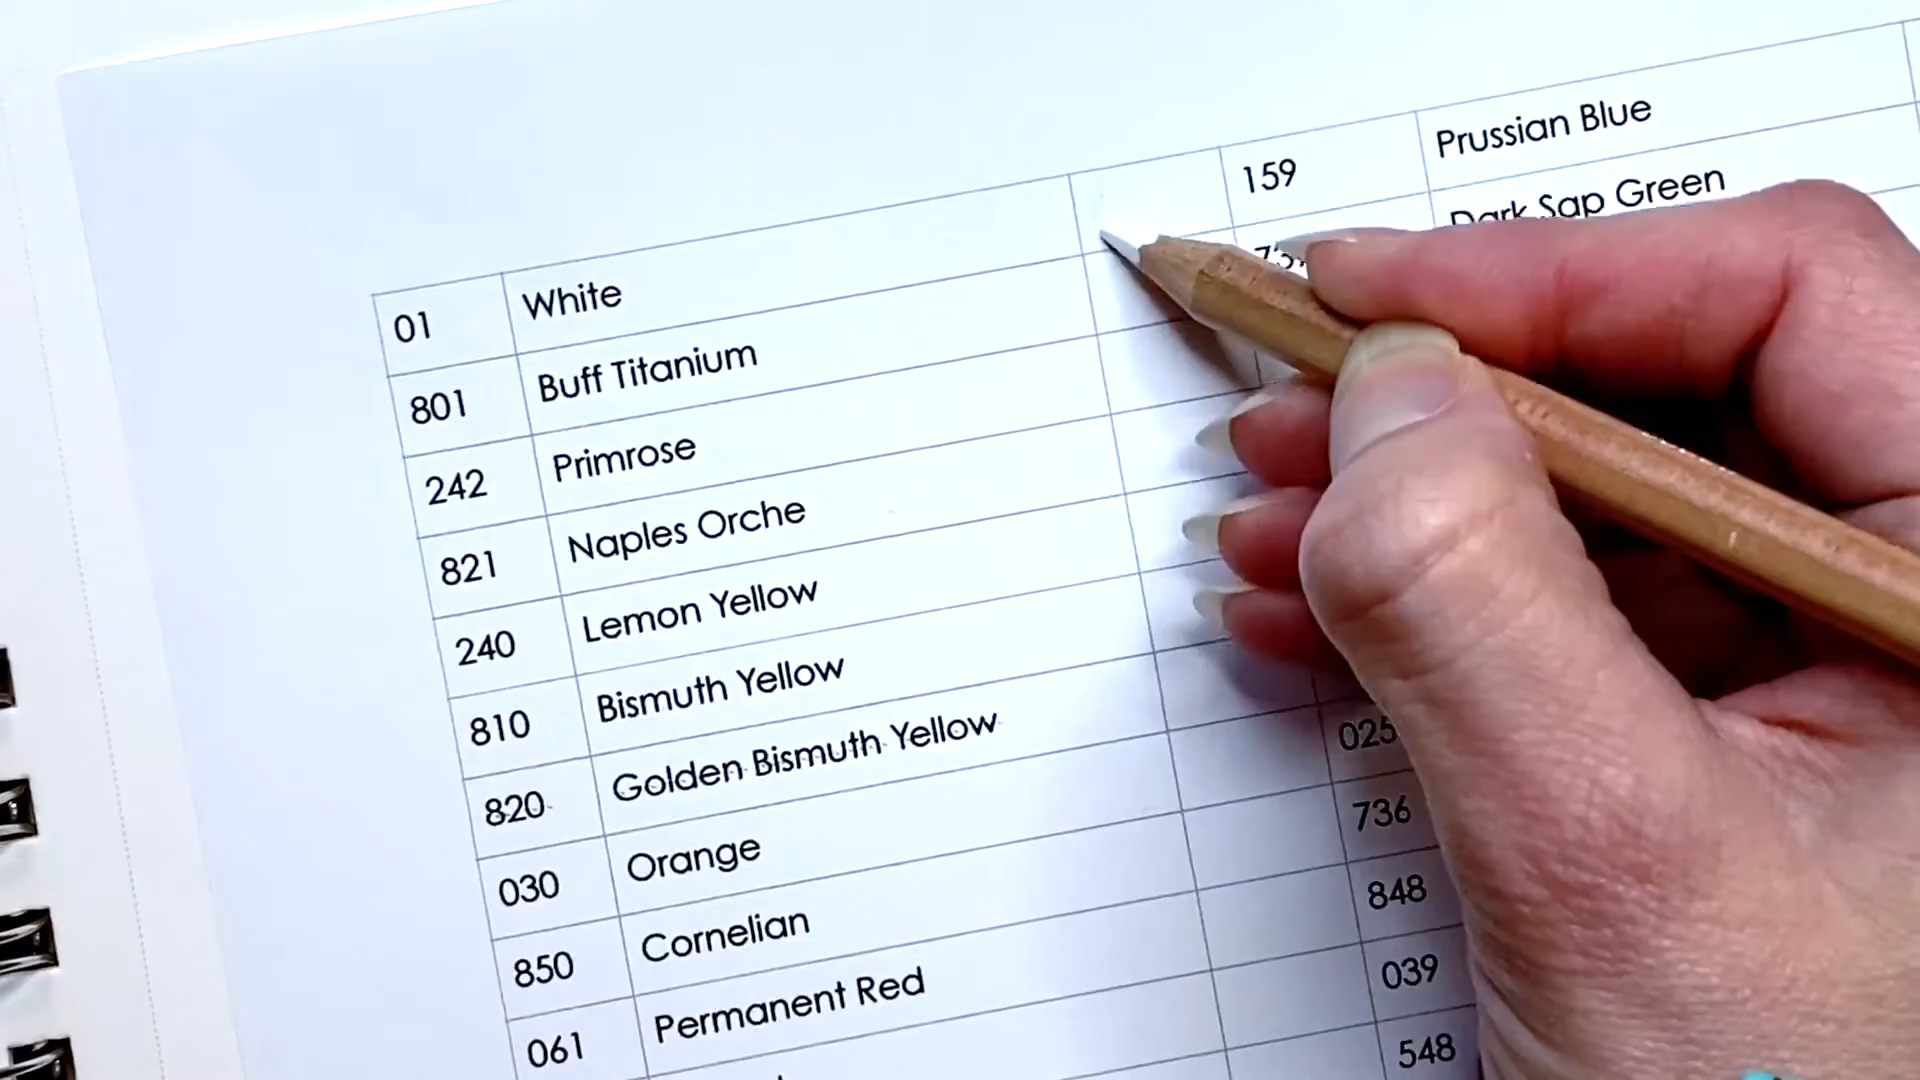 01 White 159 Prussian Blue
801 Buff Titanium Dark Sap Green
242 Primrose
821 Naples Orche
240 Lemon Yellow
810 Bismuth Yellow
820 Golden Bismuth Yellow
030 Orange 025
850 Cornelian 736
061 Permanent Red 848
039
548